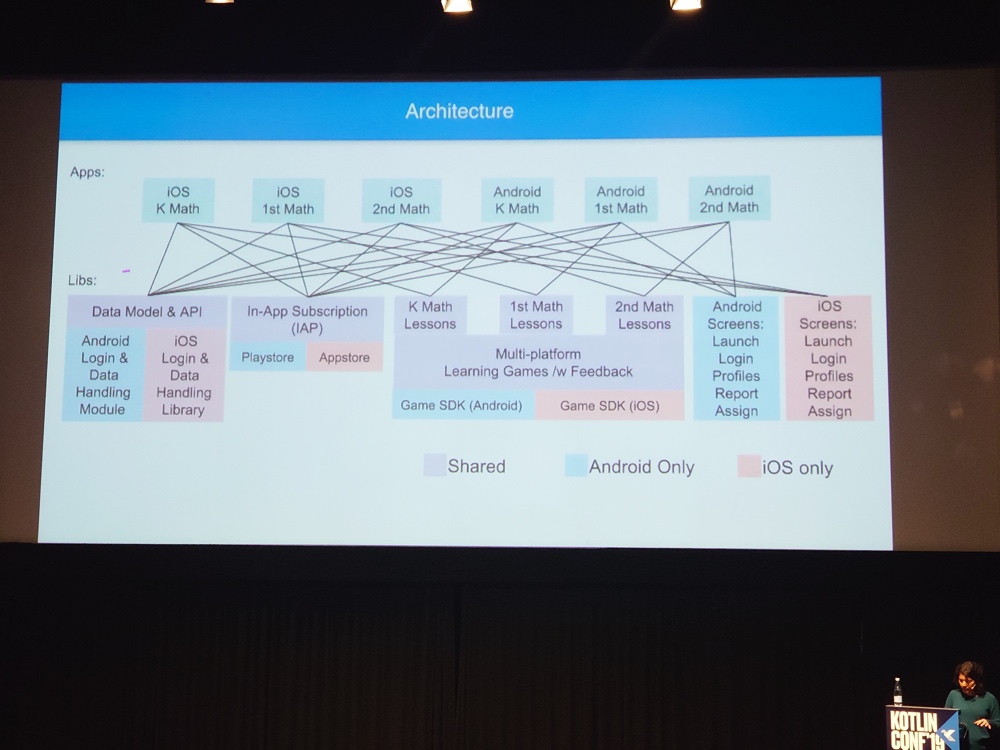 Architecture
Apps:
iOS
K Math
iOS
1st Math
iOS
2nd Math
Android
K Math
Android
1st Math
Android
2nd Math
Libs:
Data Model & API
Android
Login &
Data
Handling
Module
iOS
Login &
Data
Handling
Library
In-App Subscription
(IAP)
Playstore
Appstore
K Math
Lessons
1st Math
Lessons
2nd Math
Lessons
Multi-platform
Learning Games /w Feedback
Game SDK (Android)
Game SDK (iOS)
Android
Screens:
Launch
Login
Profiles
Report
Assign
iOS
Screens:
Launch
Login
Profiles
Report
Assign
Shared
Android Only
iOS only
KOTLIN
CONF'19